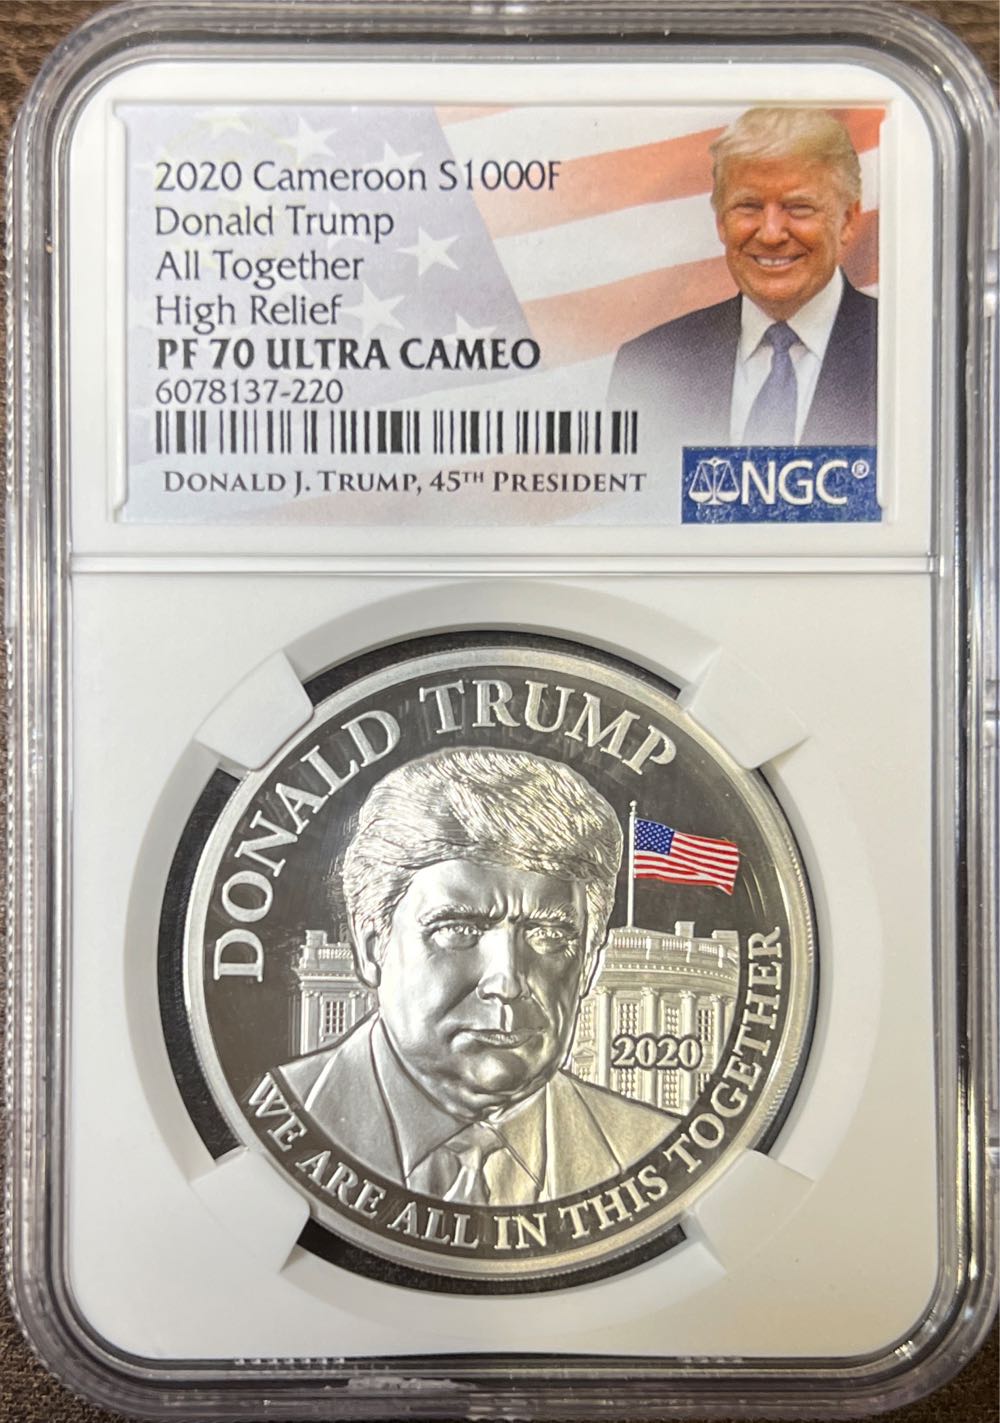 2020 Cameroon S1000F
Donald Trump
All Together
High Relief
PF 70 ULTRA CAMEO
6078137-220
DONALD J. TRUMP, 45TH PRESIDENT
NGC®
DONALD TRUMP
2020
WE ARE ALL IN THIS TOGETHER